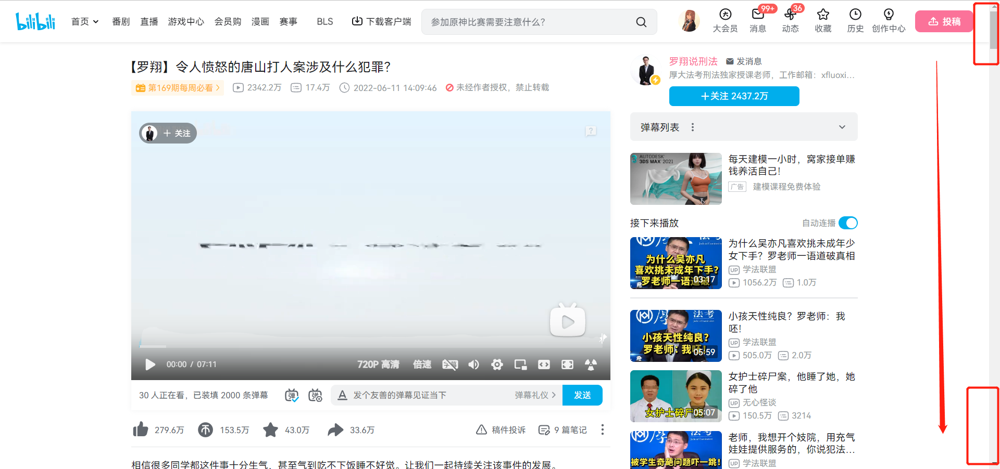 bilibili
首页
番剧
直播
游戏中心
会员购
漫画
赛事
BLS
下载客户端
参加原神比赛需要注意什么？
大会员
99+
消息
36
动态
收藏
历史
创作中心
投稿
【罗翔】令人愤怒的唐山打人案涉及什么犯罪？
第169期每周必看
2342.2万
17.4万
2022-06-11 14:09:46
未经作者授权，禁止转载
+ 关注
00:00 / 07:11
720P 高清
倍速
字幕
30 人正在看，已装填 2000 条弹幕
弹
弹
A
发个友善的弹幕见证当下
弹幕礼仪
发送
279.6万
153.5万
43.0万
33.6万
稿件投诉
9 篇笔记
相信很多同学都这件事十分生气，甚至气到吃不下饭睡不好觉。让我们一起持续关注该事件的发展。
罗翔说刑法
发消息
厚大法考刑法独家授课老师，工作邮箱：xfluoxi...
+关注 2437.2万
弹幕列表
AUTODESK
3DS MAX 2021
每天建模一小时，窝家接单赚
钱养活自己！
广告
建模课程免费体验
接下来播放
自动连播
为什么吴亦凡
喜欢挑未成年下手?
罗老师一语道破
03:17
为什么吴亦凡喜欢挑未成年少
女下手？罗老师一语道破真相
UP 学法联盟
1056.2万
1.0万
法考
小孩天性纯良?
罗老师:我呸!
05:59
小孩天性纯良？罗老师：我
呸！
UP 学法联盟
505.0万
2.0万
女护士碎尸案
05:07
女护士碎尸案，他睡了她，她
碎了他
UP 无心怪谈
150.5万
3214
法考
被学生奇葩问题吓一跳!
老师，我想开个妓院，用充气
娃娃提供服务的，你说犯法...
UP 学法联盟